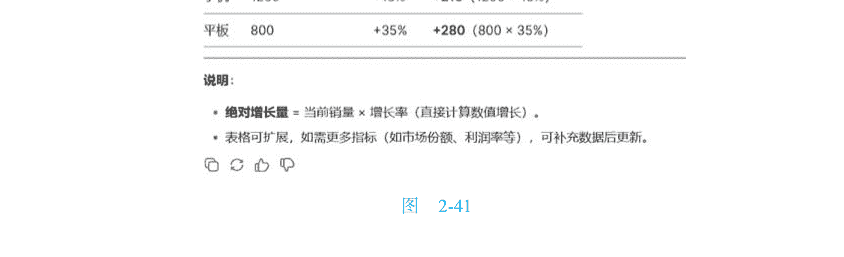 平板 800 +35% +280（800 × 35%）
说明：
• 绝对增长量 = 当前销量 × 增长率（直接计算数值增长）。
• 表格可扩展，如需更多指标（如市场份额、利润率等），可补充数据后更新。
图 2-41